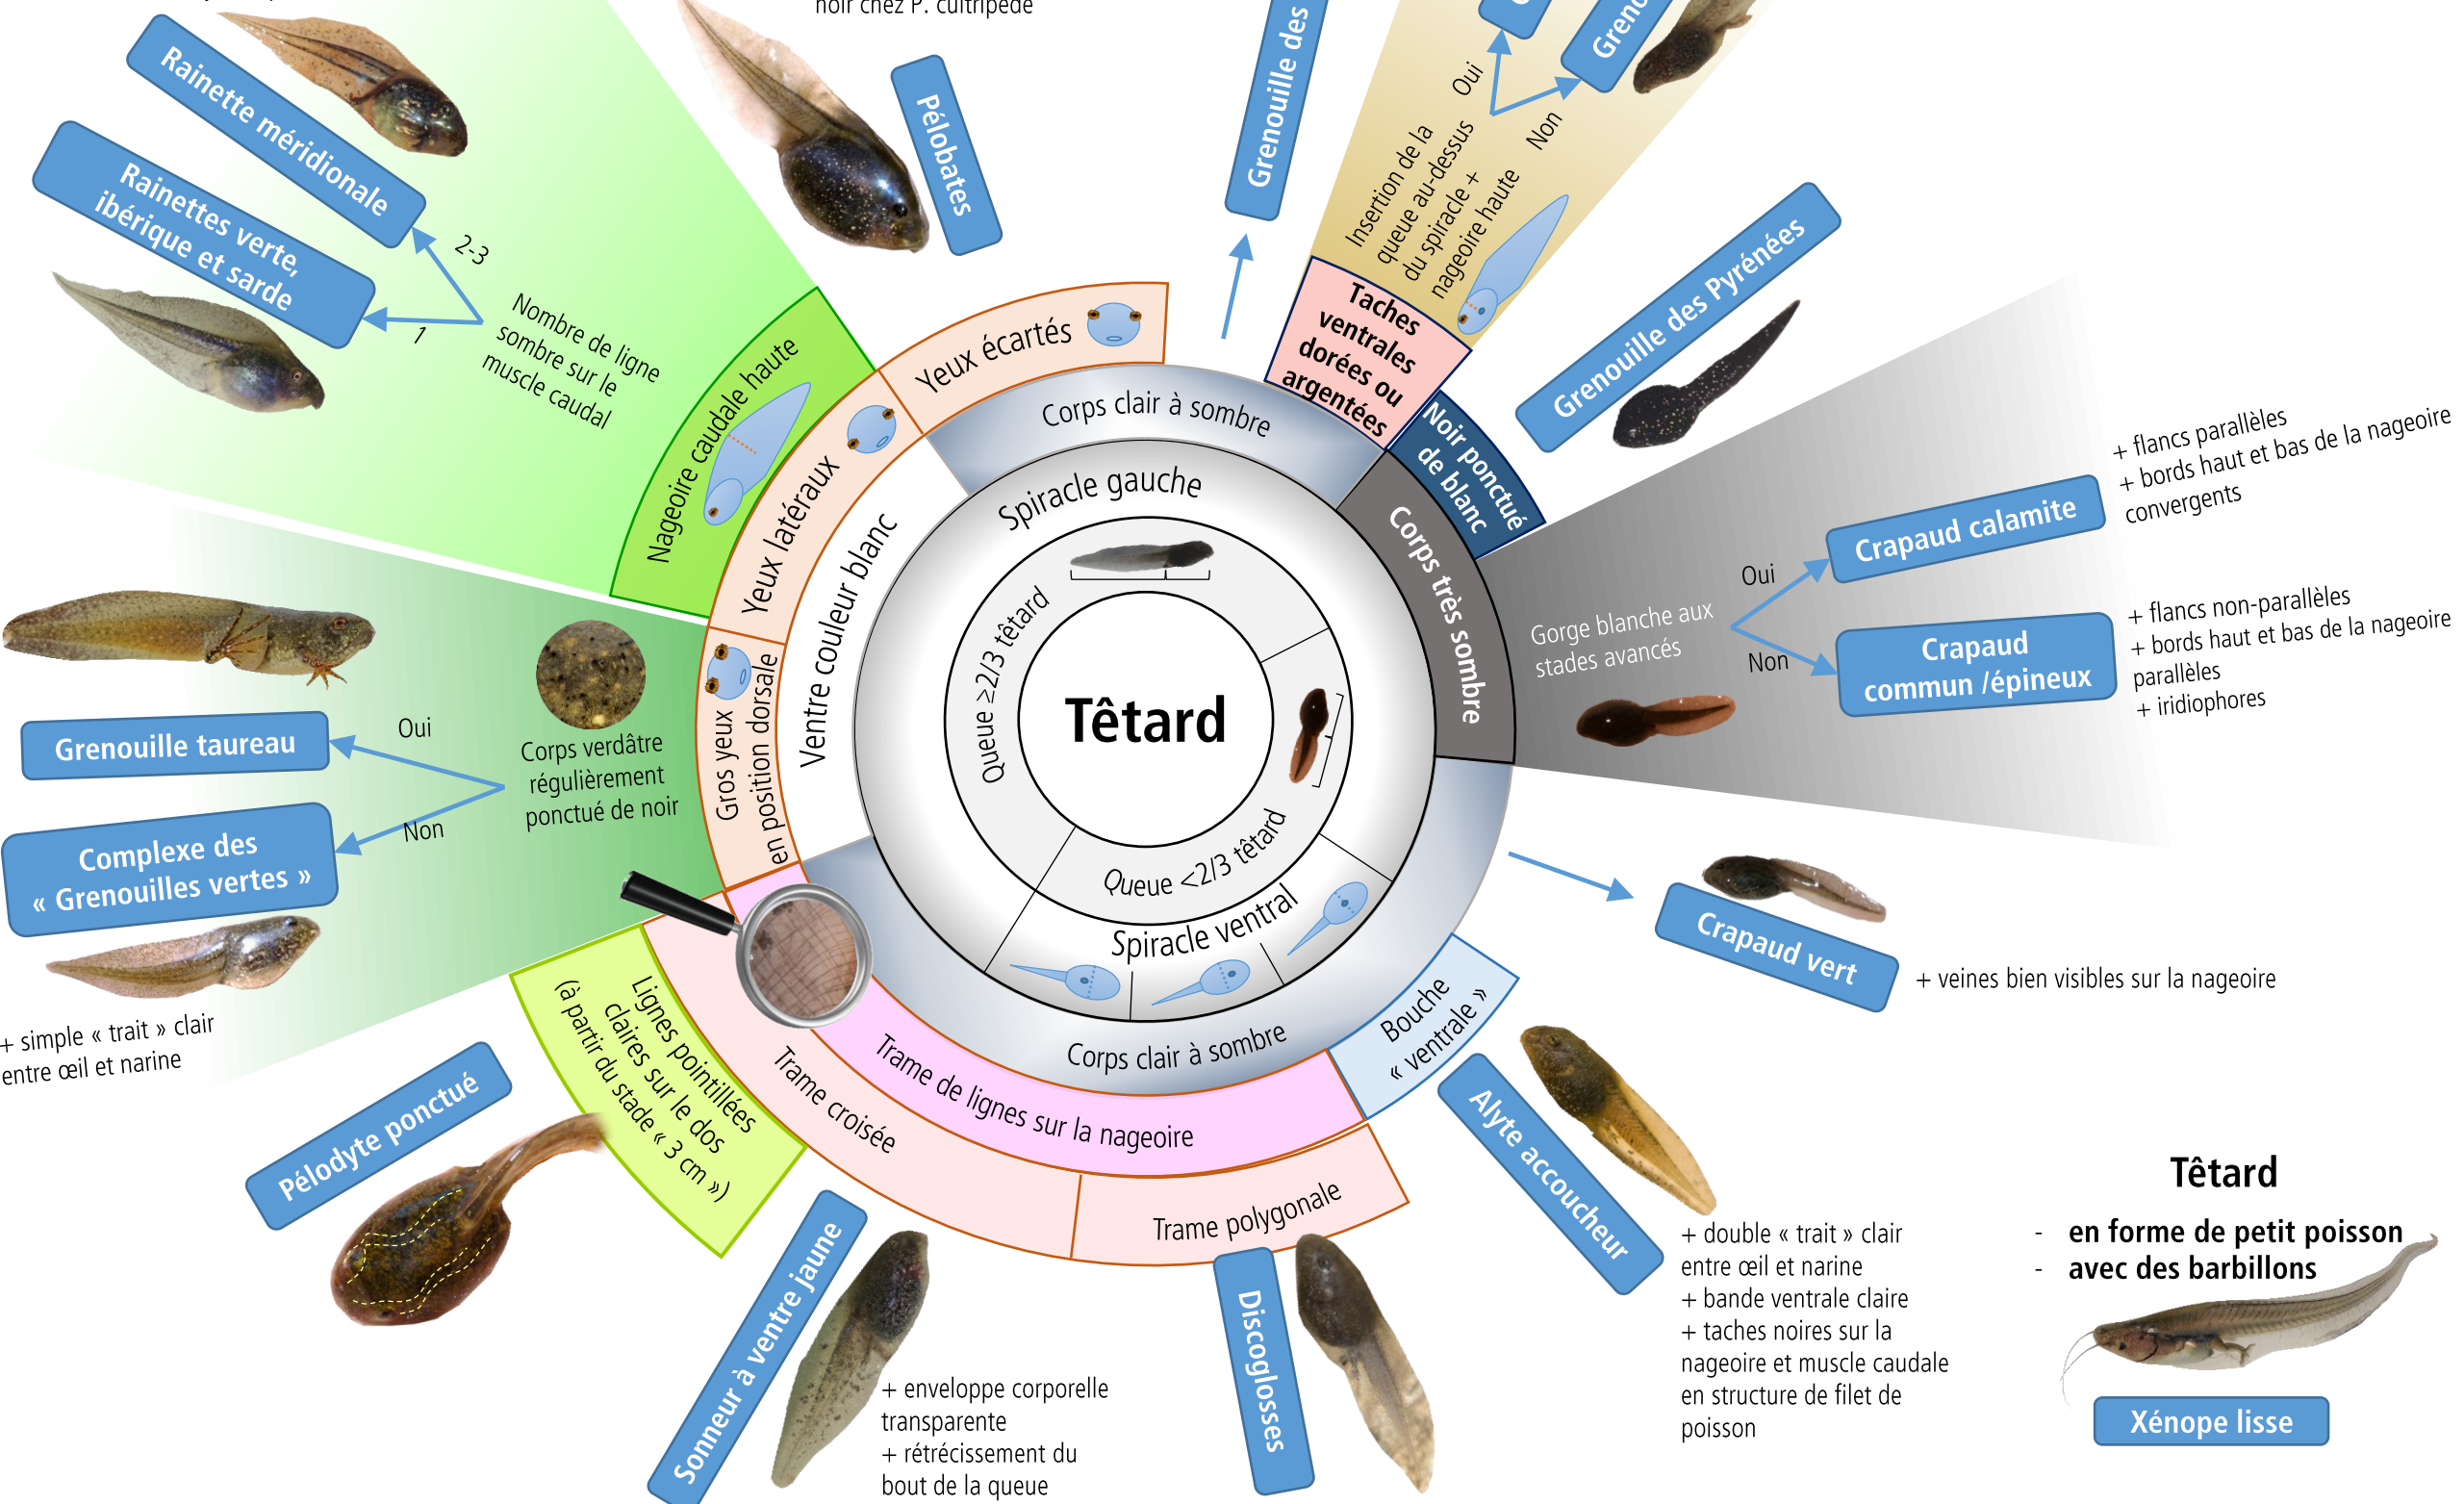 noir chez P. cultripède
Rainette méridionale
Rainettes verte,
ibérique et sarde
2-3
1
Nombre de ligne
sombre sur le
muscle caudal
Pélobates
Grenouille des
Greno
Oui
Non
Insertion de la
queue au-dessus
du spiracle +
nageoire haute
Grenouille des Pyrénées
Taches
ventrales
dorées ou
argentées
Noir ponctué
de blanc
Nageoire caudale haute
Yeux écartés
Yeux latéraux
Gros yeux
en position dorsale
Ventre couleur blanc
Corps clair à sombre
Spiracle gauche
Corps très sombre
Queue ≥2/3 têtard
Têtard
Queue <2/3 têtard
Spiracle ventral
Corps clair à sombre
Gorge blanche aux
stades avancés
Oui
Non
Crapaud calamite
+ flancs parallèles
+ bords haut et bas de la nageoire
convergents
Crapaud
commun /épineux
+ flancs non-parallèles
+ bords haut et bas de la nageoire
parallèles
+ iridiophores
Grenouille taureau
Oui
Non
Corps verdâtre
régulièrement
ponctué de noir
Complexe des
« Grenouilles vertes »
+ simple « trait » clair
entre œil et narine
Crapaud vert
+ veines bien visibles sur la nageoire
Bouche
« ventrale »
Trame de lignes sur la nageoire
Trame croisée
Trame polygonale
Lignes pointillées
claires sur le dos
(à partir du stade « 3 cm »)
Pélodyte ponctué
Sonneur à ventre jaune
+ enveloppe corporelle
transparente
+ rétrécissement du
bout de la queue
Discoglosses
Alyte accoucheur
+ double « trait » clair
entre œil et narine
+ bande ventrale claire
+ taches noires sur la
nageoire et muscle caudale
en structure de filet de
poisson
Têtard
- en forme de petit poisson
- avec des barbillons
Xénope lisse